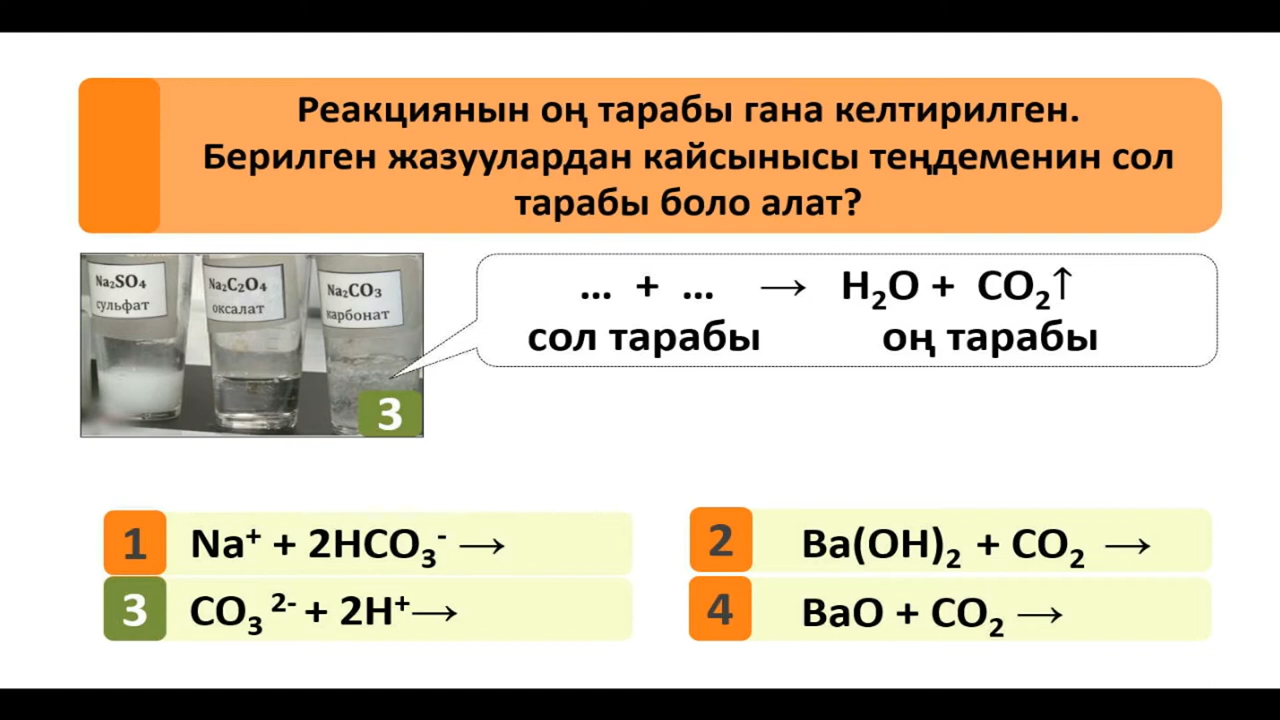 Реакциянын оң тарабы гана келтирилген.
Берилген жазуулардан кайсынысы теңдеменин сол
тарабы боло алат?
Na₂SO₄
сульфат
Na₂C₂O₄
оксалат
Na₂CO₃
карбонат
3
... + ... → H₂O + CO₂↑
сол тарабы оң тарабы
1 Na⁺ + 2HCO₃⁻ →
2 Ba(OH)₂ + CO₂ →
3 CO₃ ²⁻ + 2H⁺→
4 BaO + CO₂ →